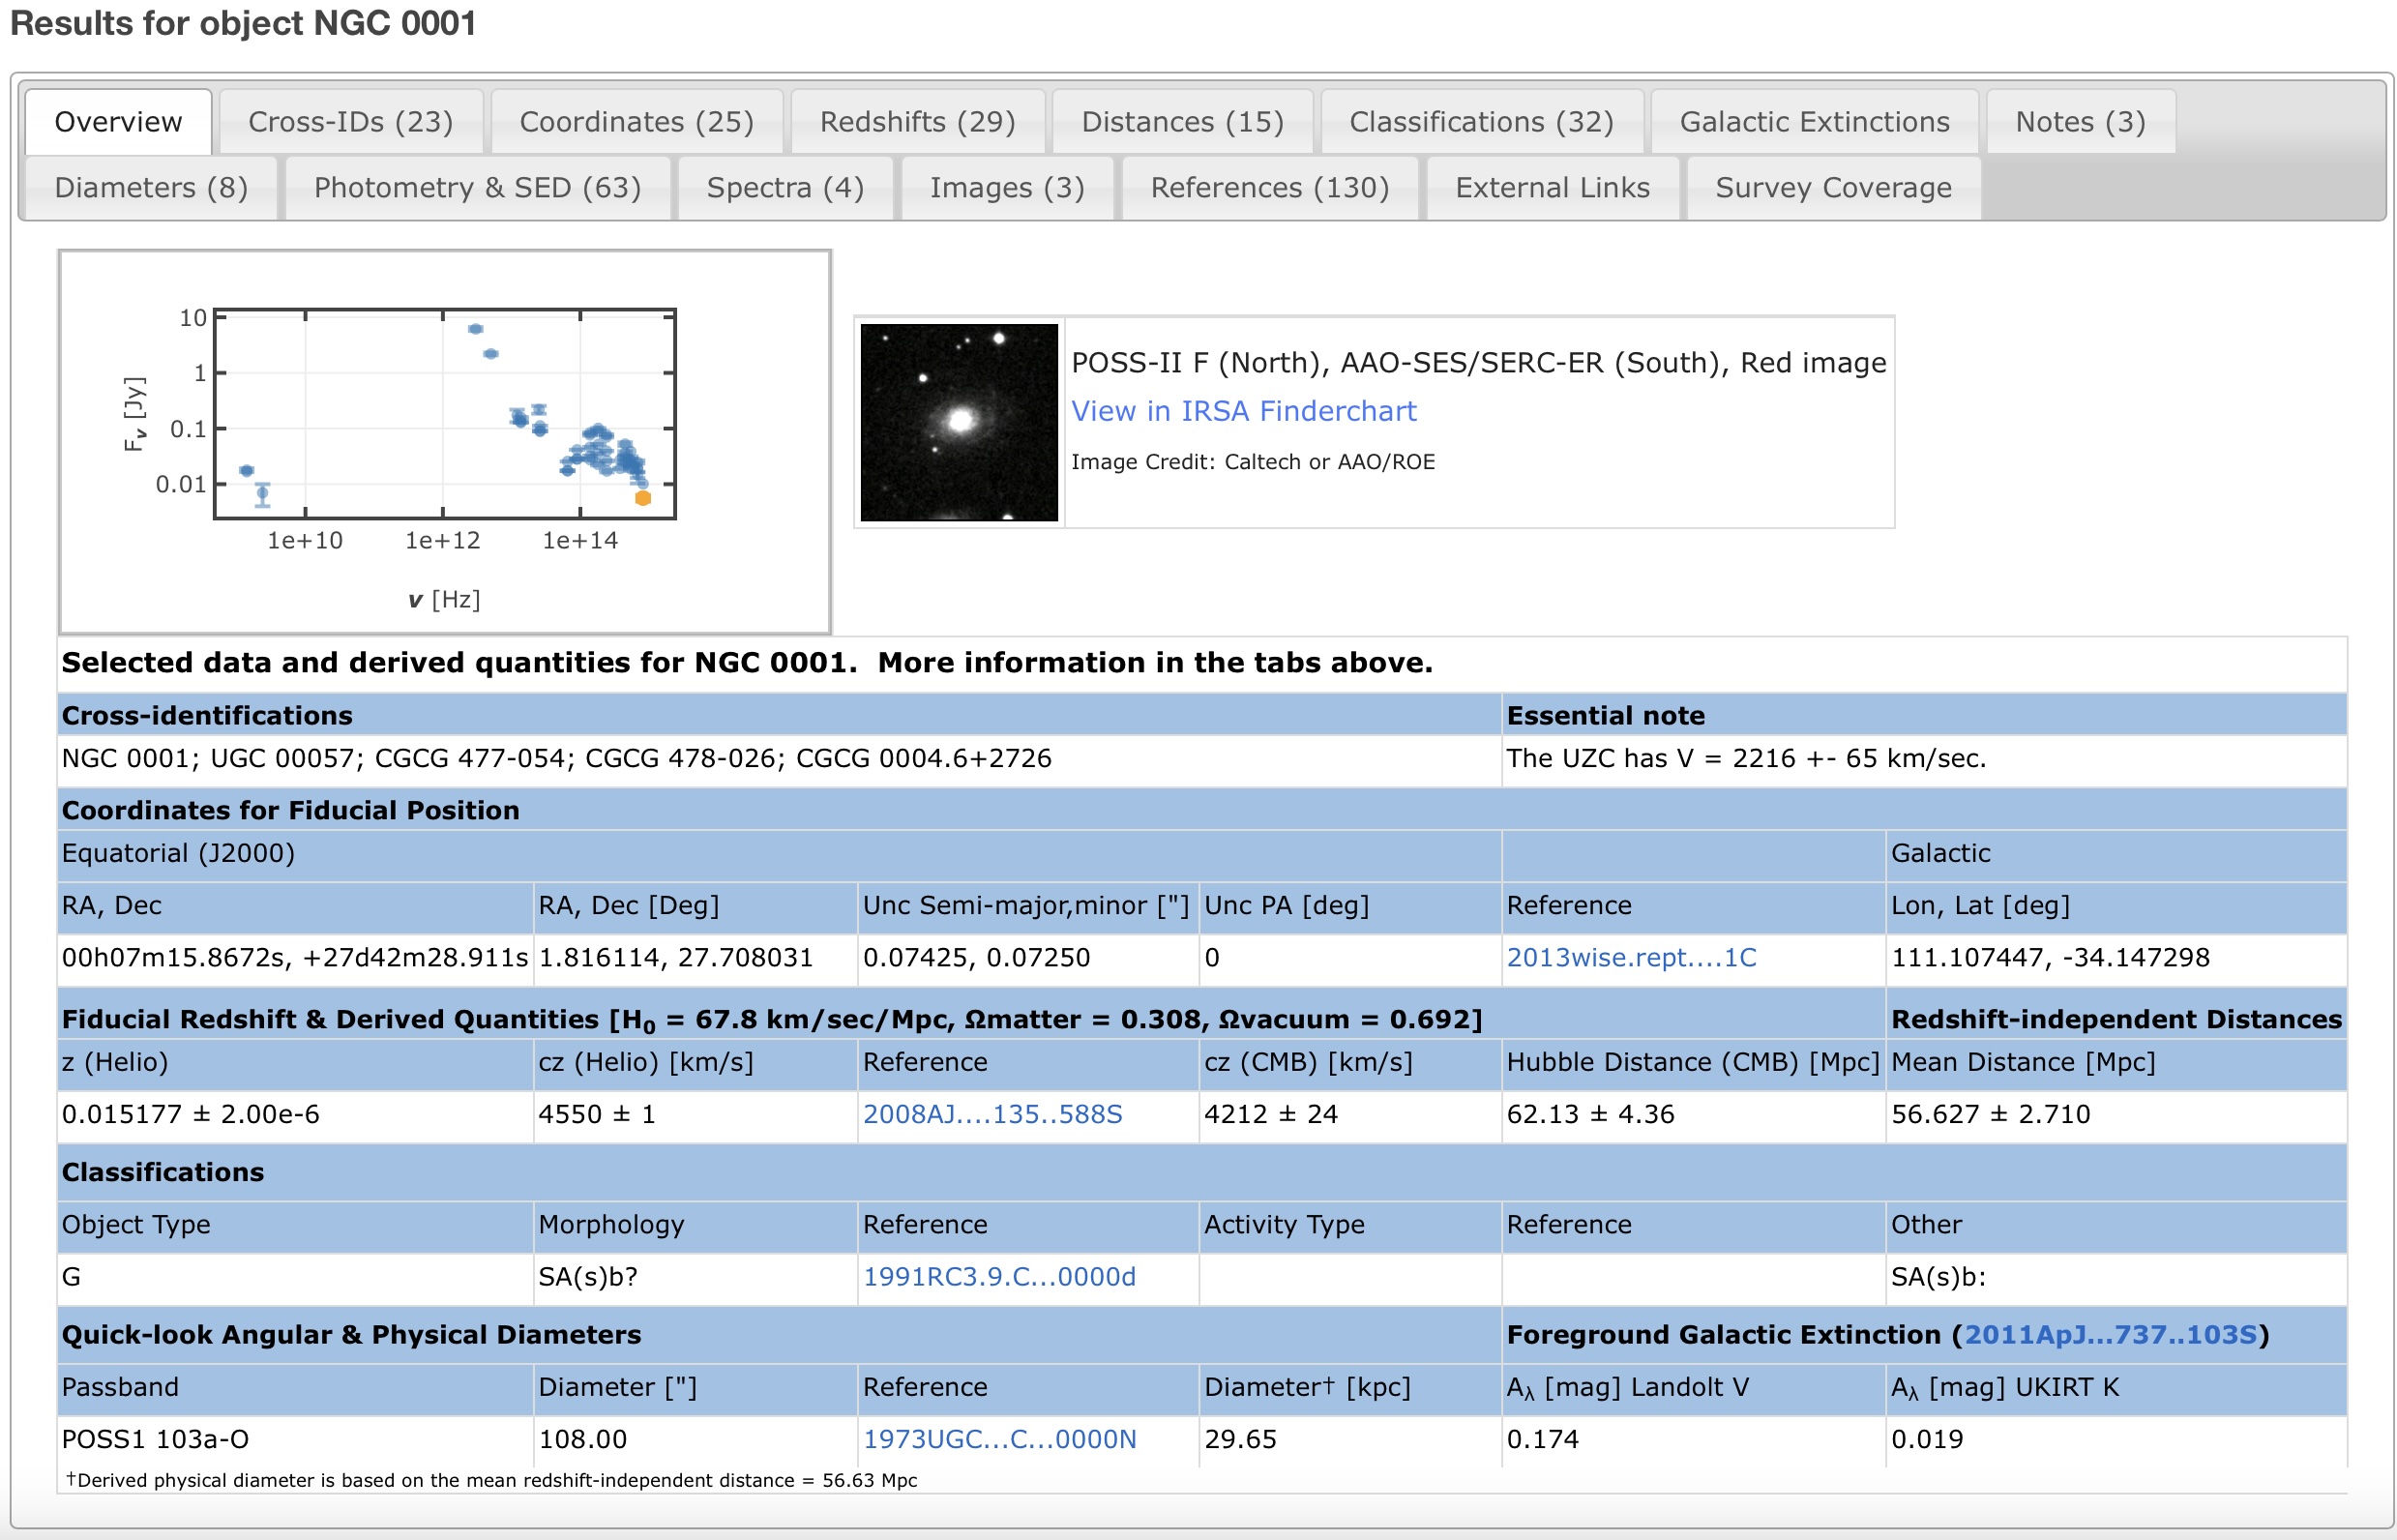 Results for object NGC 0001
Overview Cross-IDs (23) Coordinates (25) Redshifts (29) Distances (15) Classifications (32) Galactic Extinctions Notes (3)
Diameters (8) Photometry & SED (63) Spectra (4) Images (3) References (130) External Links Survey Coverage
10
1
0.1
0.01
Fν [Jy]
1e+10 1e+12 1e+14
ν [Hz]
POSS-II F (North), AAO-SES/SERC-ER (South), Red image
View in IRSA Finderchart
Image Credit: Caltech or AAO/ROE
Selected data and derived quantities for NGC 0001. More information in the tabs above.
Cross-identifications Essential note
NGC 0001; UGC 00057; CGCG 477-054; CGCG 478-026; CGCG 0004.6+2726 The UZC has V = 2216 +- 65 km/sec.
Coordinates for Fiducial Position
Equatorial (J2000) Galactic
RA, Dec RA, Dec [Deg] Unc Semi-major,minor ["] Unc PA [deg] Reference Lon, Lat [deg]
00h07m15.8672s, +27d42m28.911s 1.816114, 27.708031 0.07425, 0.07250 0 2013wise.rept....1C 111.107447, -34.147298
Fiducial Redshift & Derived Quantities [H0 = 67.8 km/sec/Mpc, Ωmatter = 0.308, Ωvacuum = 0.692] Redshift-independent Distances
z (Helio) cz (Helio) [km/s] Reference cz (CMB) [km/s] Hubble Distance (CMB) [Mpc] Mean Distance [Mpc]
0.015177 ± 2.00e-6 4550 ± 1 2008AJ....135..588S 4212 ± 24 62.13 ± 4.36 56.627 ± 2.710
Classifications
Object Type Morphology Reference Activity Type Reference Other
G SA(s)b? 1991RC3.9.C...0000d SA(s)b:
Quick-look Angular & Physical Diameters Foreground Galactic Extinction (2011ApJ...737..103S)
Passband Diameter ["] Reference Diameter† [kpc] Aλ [mag] Landolt V Aλ [mag] UKIRT K
POSS1 103a-O 108.00 1973UGC...C...0000N 29.65 0.174 0.019
†Derived physical diameter is based on the mean redshift-independent distance = 56.63 Mpc